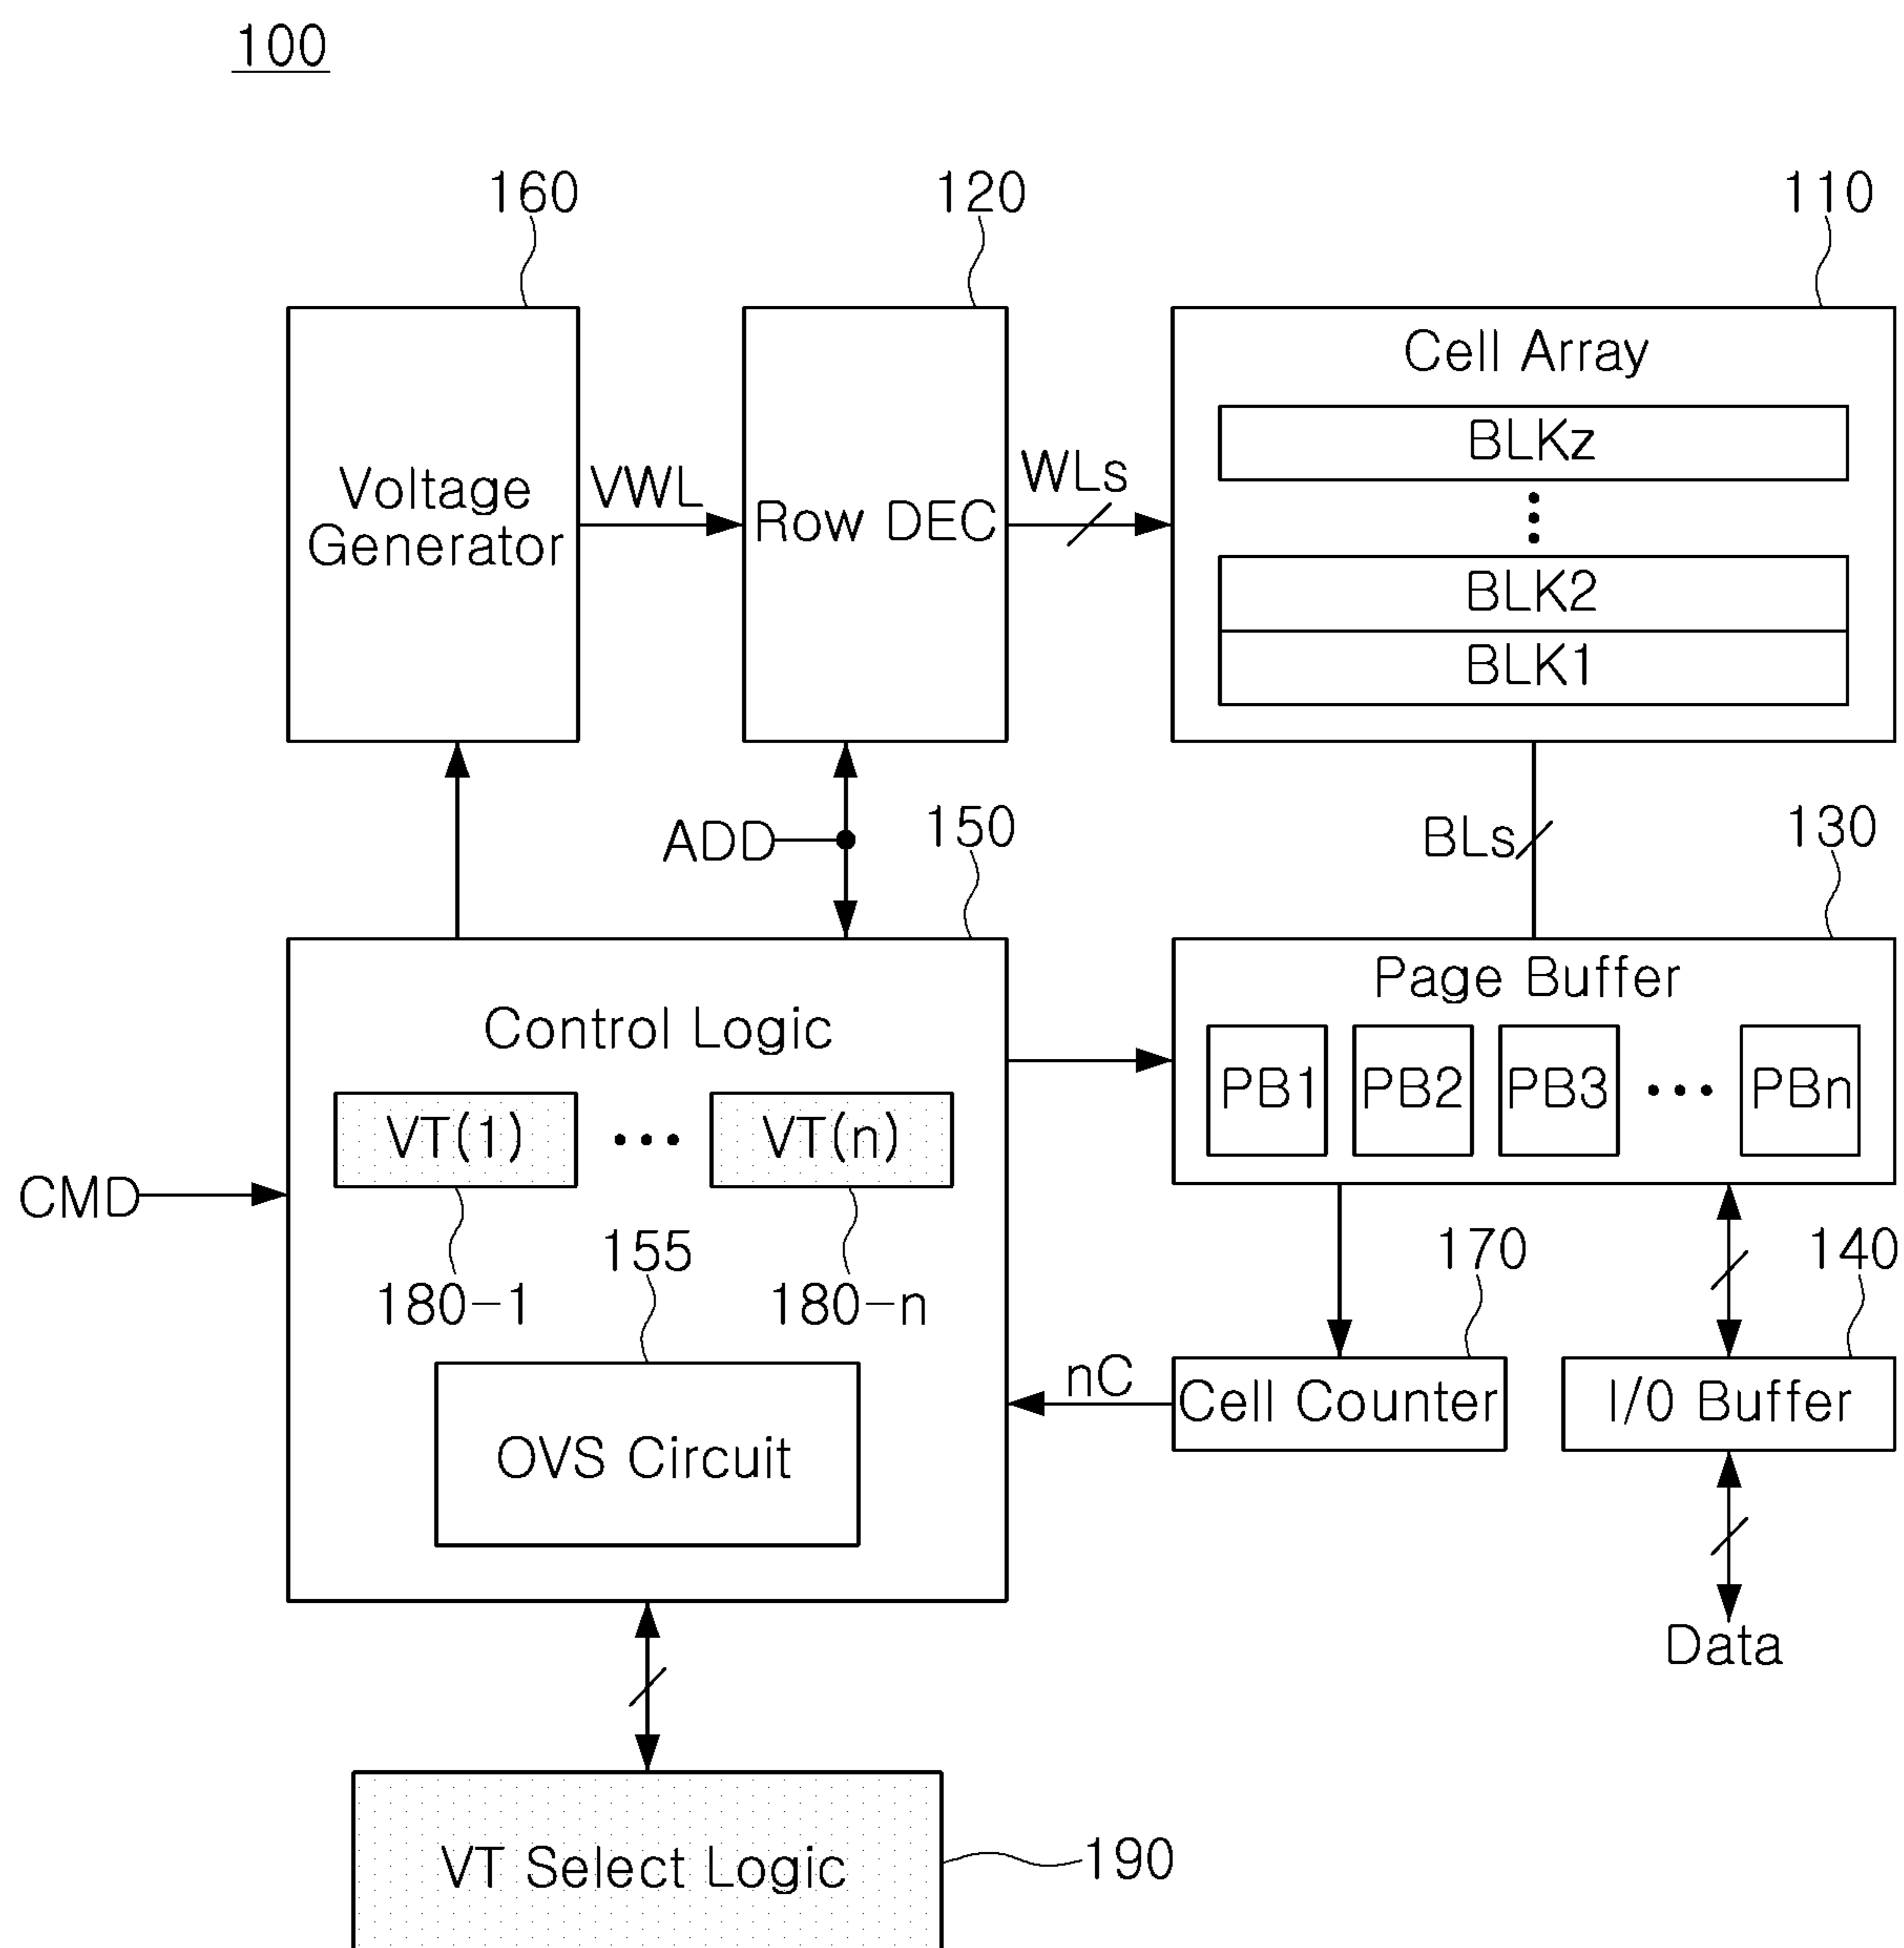 100
160
120
110
Voltage
Generator
VWL
Row DEC
WLs
Cell Array
BLKz
BLK2
BLK1
ADD
150
BLs
130
Control Logic
VT(1)
VT(n)
180-1
180-n
155
OVS Circuit
CMD
Page Buffer
PB1
PB2
PB3
PBn
170
140
nC
Cell Counter
I/0 Buffer
Data
VT Select Logic
190